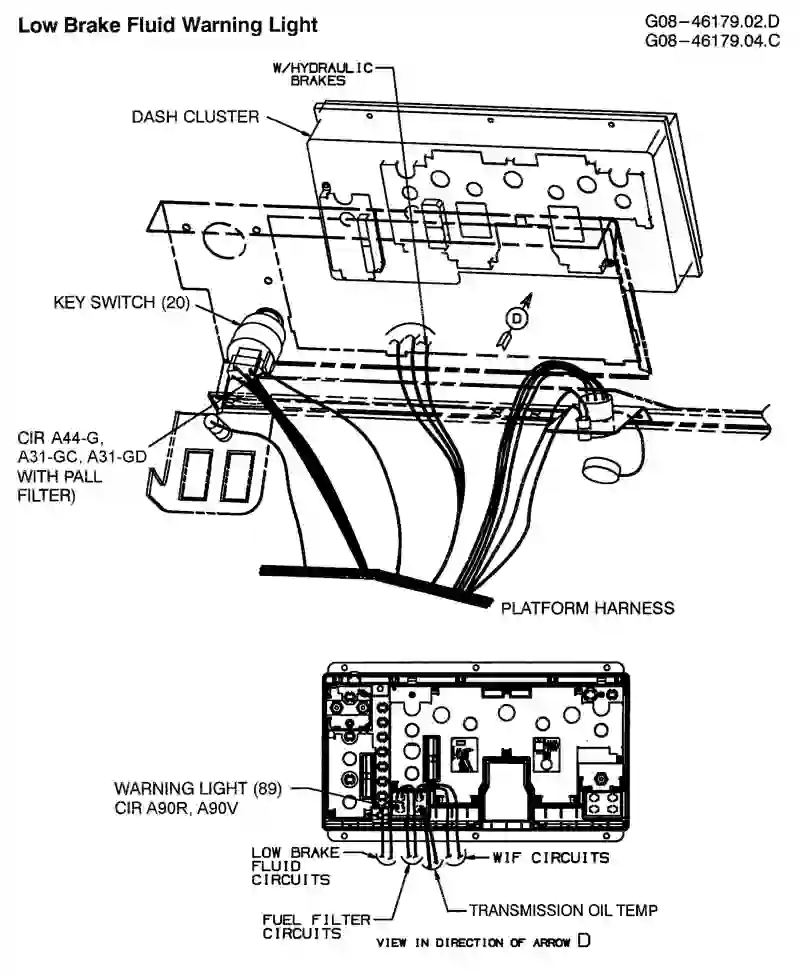 Low Brake Fluid Warning Light
G08-46179.02.D
G08-46179.04.C
W/HYDRAULIC
BRAKES
DASH CLUSTER
D
KEY SWITCH (20)
CIR A44-G,
A31-GC, A31-GD
WITH PALL
FILTER)
PLATFORM HARNESS
WARNING LIGHT (89)
CIR A90R, A90V
LOW BRAKE
FLUID
CIRCUITS
WIF CIRCUITS
FUEL FILTER
CIRCUITS
TRANSMISSION OIL TEMP
VIEW IN DIRECTION OF ARROW D